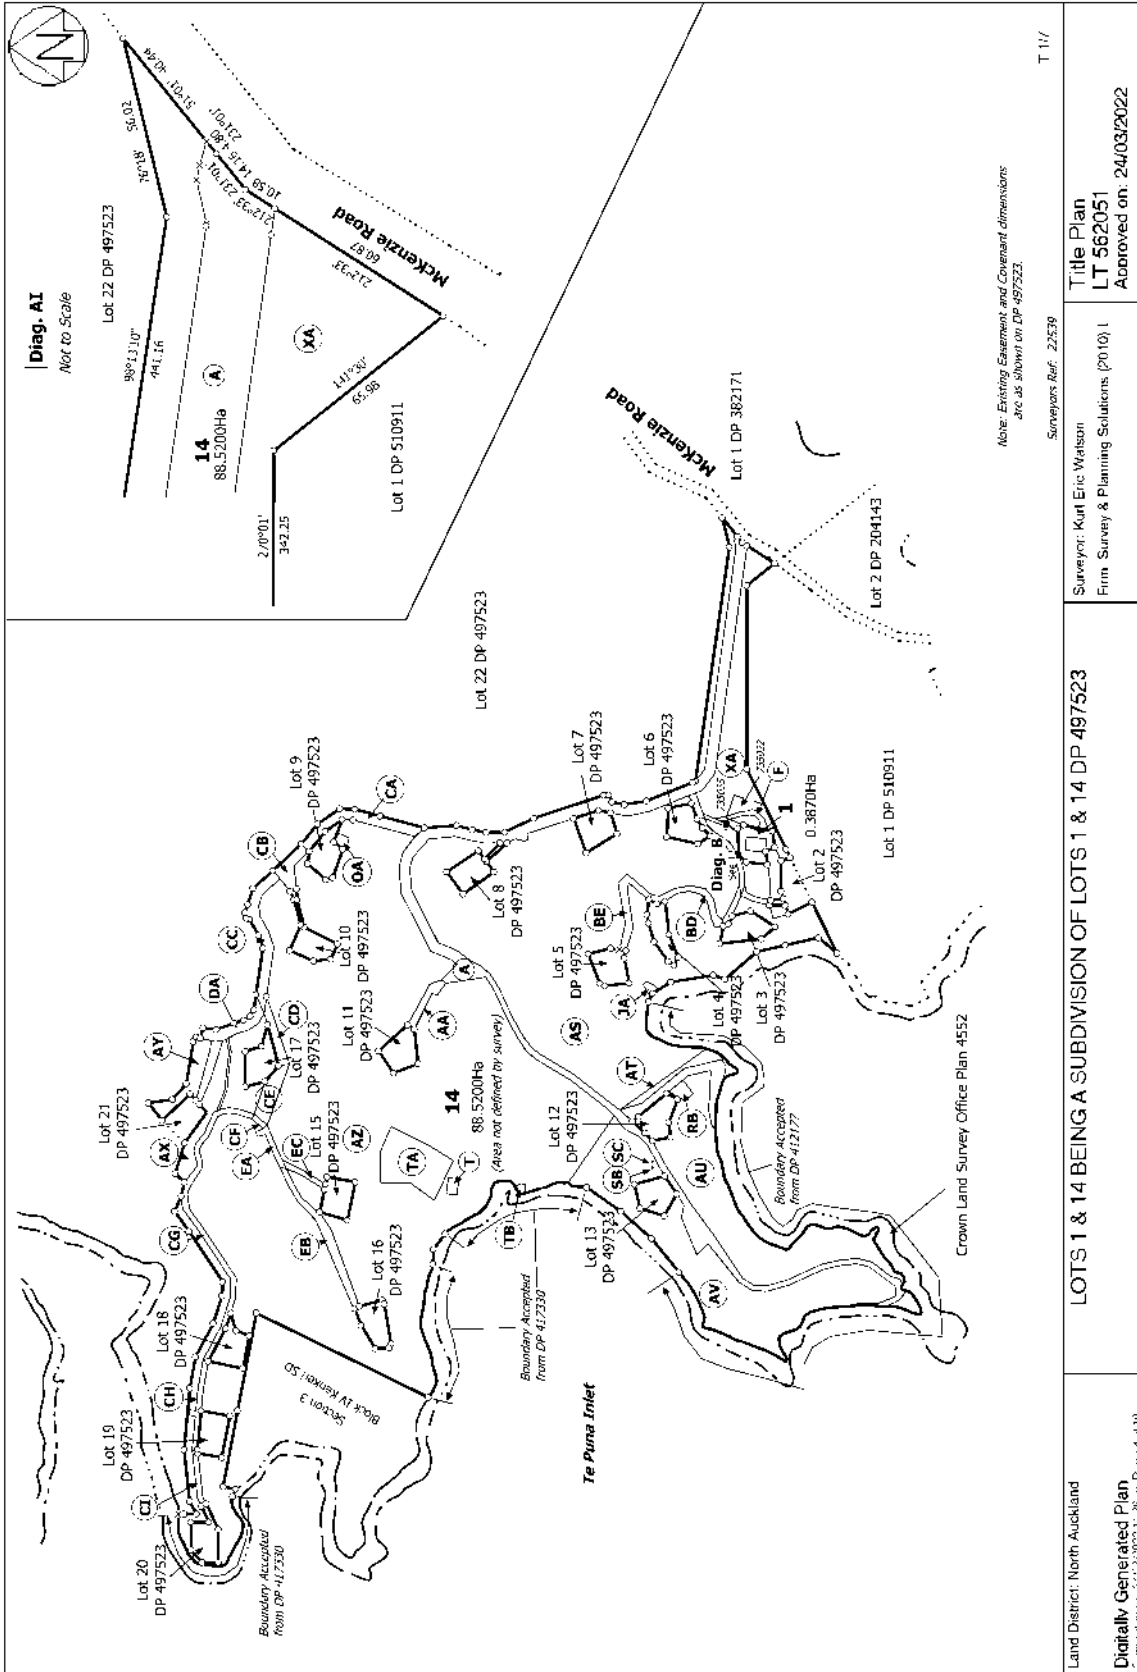 N
Diag. AI
Not to Scale
Lot 22 DP 497523
76°18'
56.02
51°01'
40.44
231°01'
4.80
231°01'
14.16
212°33'
10.58
98°13'10"
441.16
14
88.5200Ha
A
XA
McKenzie Road
212°33'
60.87
141°30'
65.98
270°01'
342.25
Lot 1 DP 510911
Lot 22 DP 497523
McKenzie Road
Lot 1 DP 382171
Lot 2 DP 204143
Lot 1 DP 510911
Note: Existing Easement and Covenant dimensions
are as shown on DP 497523.
Surveyors Ref: 22539
Lot 21
DP 497523
AY
DA
CC
CB
Lot 9
DP 497523
CA
OA
Lot 10
DP 497523
AX
CF
CE
CD
Lot 17
DP 497523
EA
EC
Lot 15
DP 497523
AZ
Lot 11
DP 497523
AA
A
Lot 8
DP 497523
Lot 7
DP 497523
Lot 6
DP 497523
XA
F
1
0.3870Ha
Diag. B
Lot 2
DP 497523
BE
BD
Lot 5
DP 497523
JA
Lot 4
DP 497523
Lot 3
DP 497523
AS
AT
14
88.5200Ha
(Area not defined by survey)
TA
T
Lot 12
DP 497523
RB
SC
SB
AU
Lot 13
DP 497523
TB
AV
CG
EB
Lot 16
DP 497523
Lot 18
DP 497523
CH
Lot 19
DP 497523
CI
Lot 20
DP 497523
Section 3
Block IV Kerikeri SD
Boundary Accepted
from DP 417330
Boundary Accepted
from DP 417330
Boundary Accepted
from DP 412177
Te Puna Inlet
Crown Land Survey Office Plan 4552
Land District: North Auckland
Digitally Generated Plan
LOTS 1 & 14 BEING A SUBDIVISION OF LOTS 1 & 14 DP 497523
Surveyor: Kurt Eric Watson
Firm: Survey & Planning Solutions (2010) L
Title Plan
LT 562051
Approved on: 24/03/2022